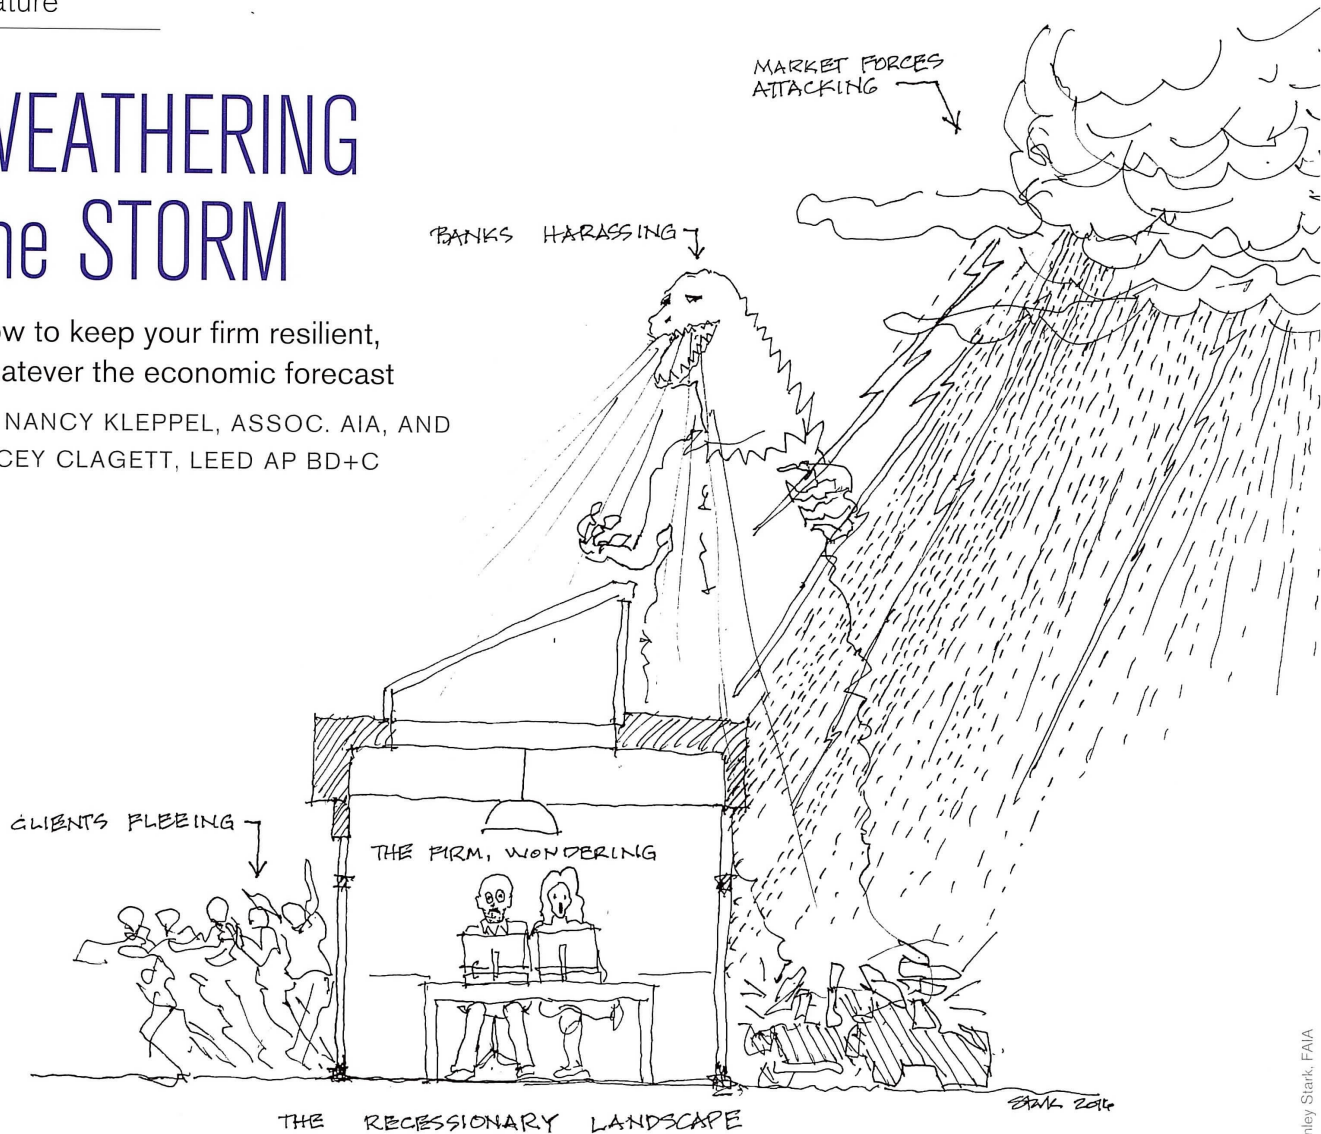 ature
WEATHERING
he STORM
ow to keep your firm resilient,
atever the economic forecast
NANCY KLEPPEL, ASSOC. AIA, AND
CEY CLAGETT, LEED AP BD+C
MARKET FORCES
ATTACKING
BANKS HARASSING
CLIENTS FLEEING
THE FIRM, WONDERING
THE RECESSIONARY LANDSCAPE
Stark 2016
nley Stark, FAIA